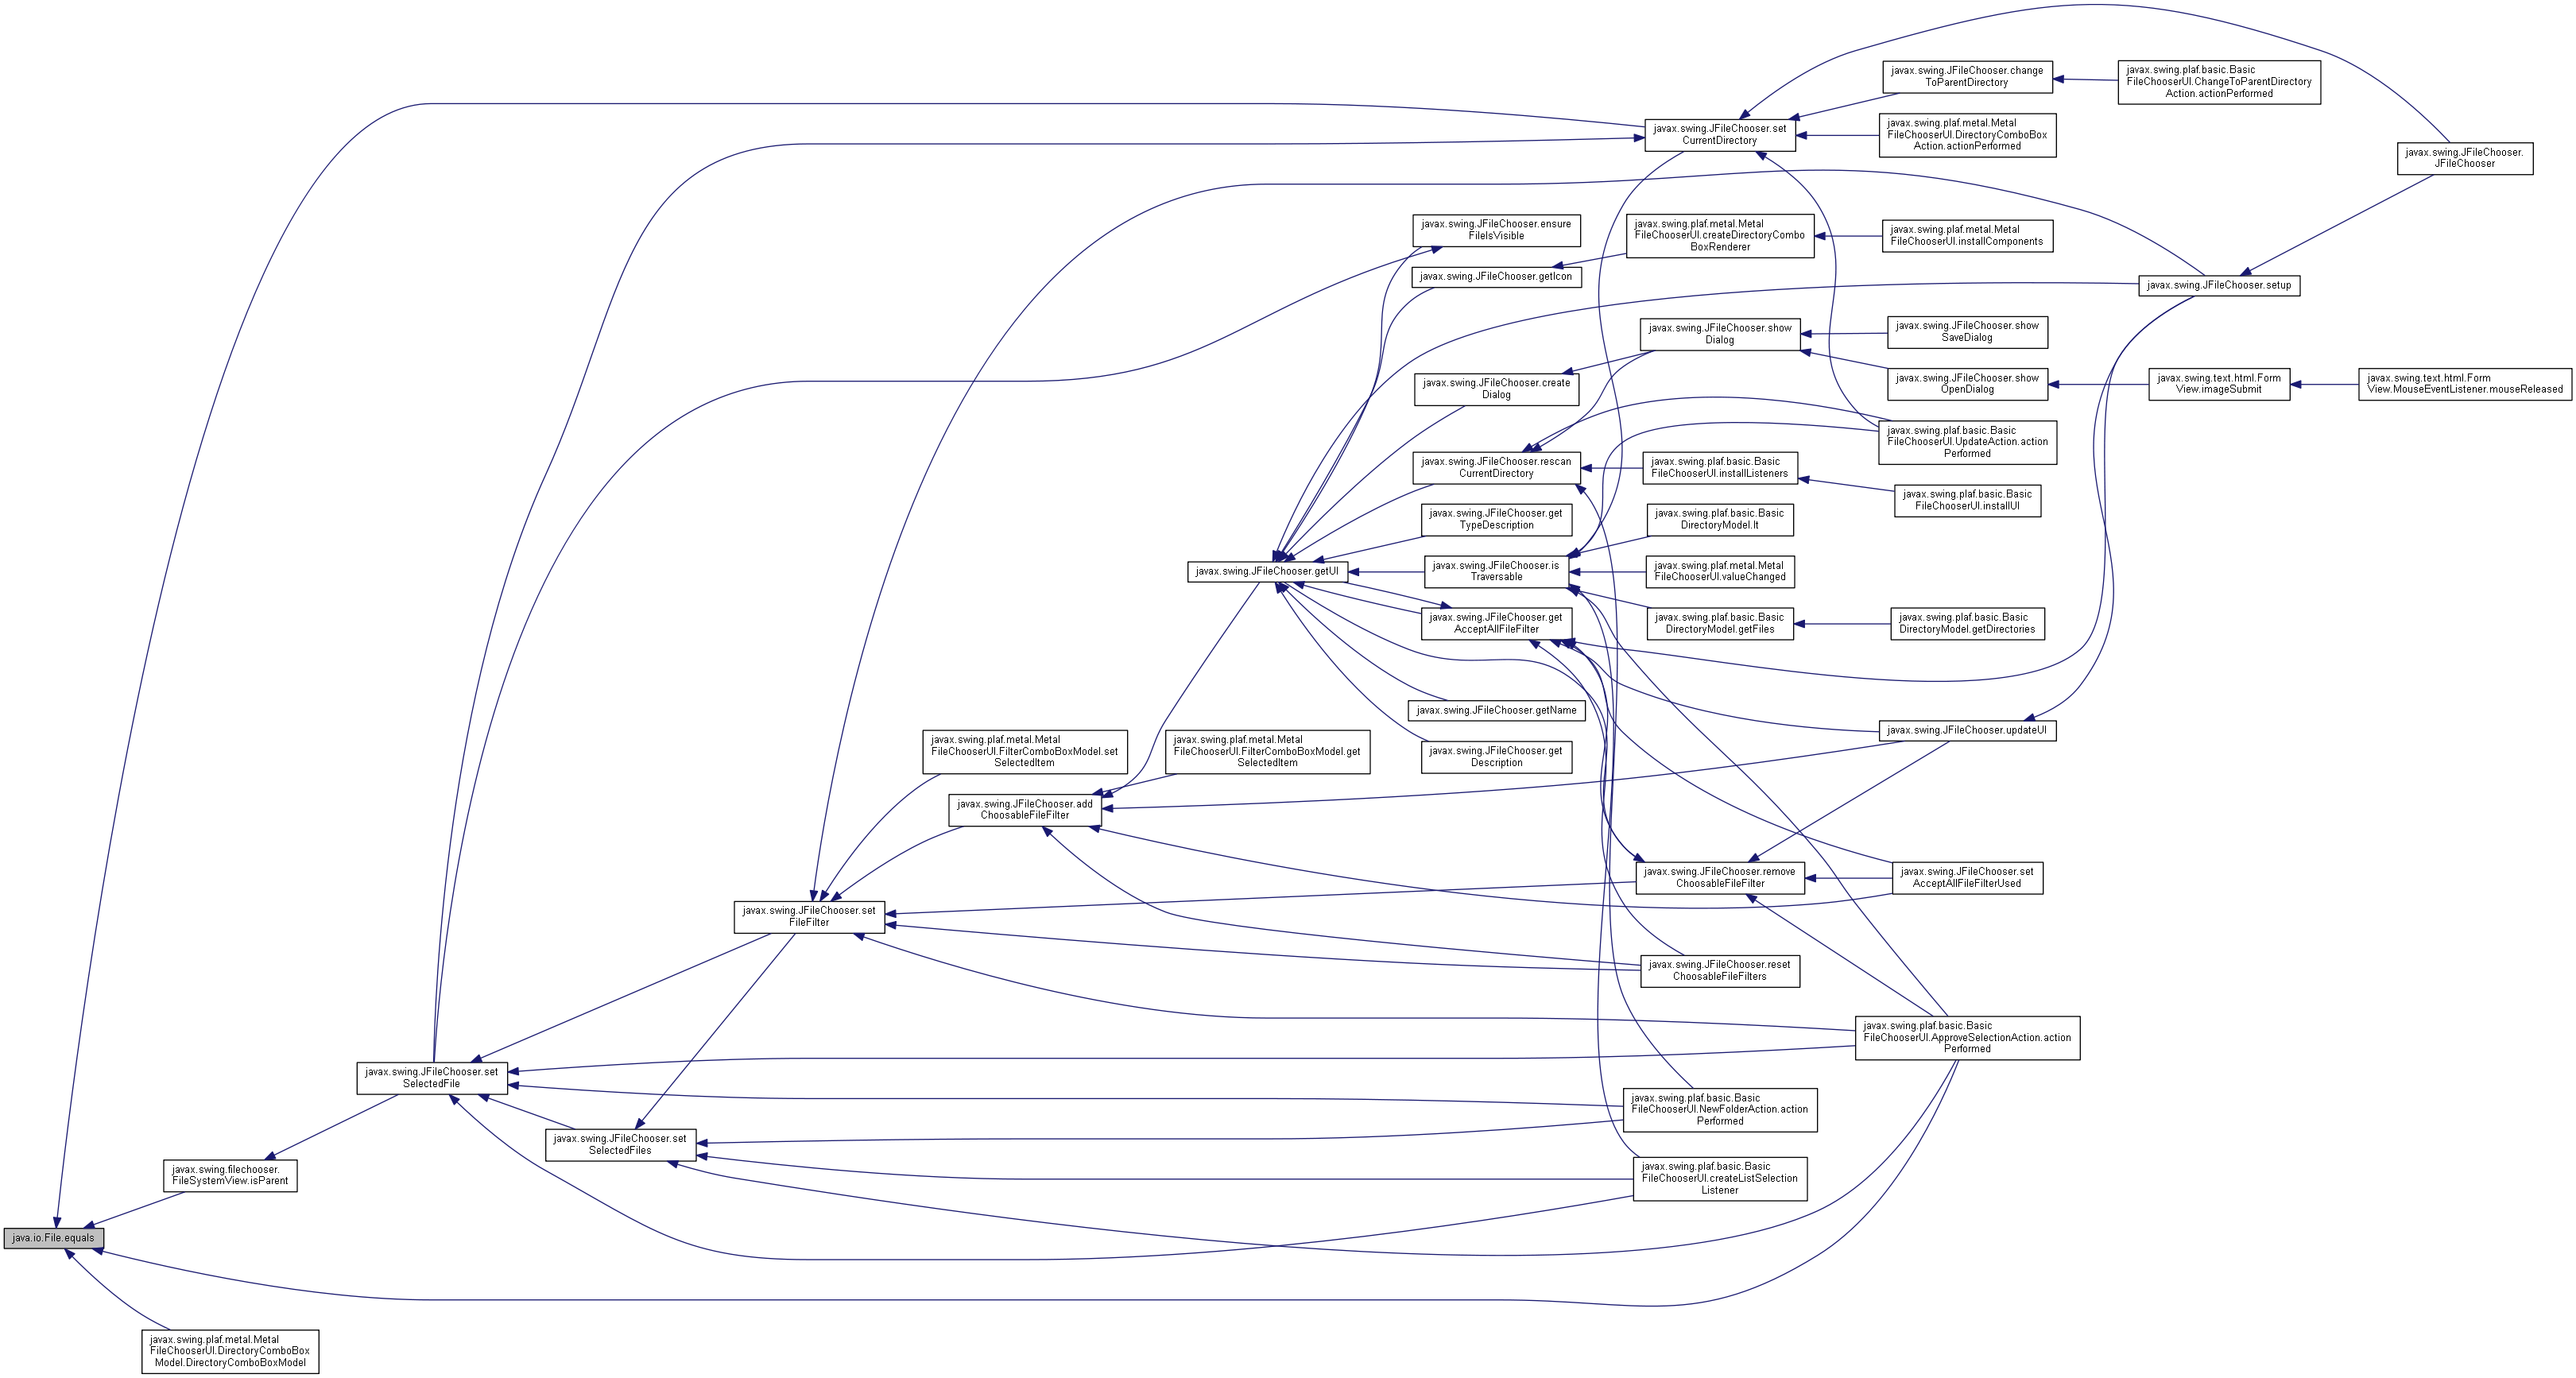 javax.swing.JFileChooser.change
ToParentDirectory
javax.swing.plaf.basic.Basic
FileChooserUI.ChangeToParentDirectory
Action.actionPerformed
javax.swing.JFileChooser.set
CurrentDirectory
javax.swing.plaf.metal.Metal
FileChooserUI.DirectoryComboBox
Action.actionPerformed
javax.swing.JFileChooser.
JFileChooser
javax.swing.JFileChooser.ensure
FileIsVisible
javax.swing.plaf.metal.Metal
FileChooserUI.createDirectoryCombo
BoxRenderer
javax.swing.plaf.metal.Metal
FileChooserUI.installComponents
javax.swing.JFileChooser.getIcon
javax.swing.JFileChooser.setup
javax.swing.JFileChooser.show
Dialog
javax.swing.JFileChooser.show
SaveDialog
javax.swing.JFileChooser.create
Dialog
javax.swing.JFileChooser.show
OpenDialog
javax.swing.text.html.Form
View.imageSubmit
javax.swing.text.html.Form
View.MouseEventListener.mouseReleased
javax.swing.plaf.basic.Basic
FileChooserUI.UpdateAction.action
Performed
javax.swing.JFileChooser.rescan
CurrentDirectory
javax.swing.plaf.basic.Basic
FileChooserUI.installListeners
javax.swing.plaf.basic.Basic
FileChooserUI.installUI
javax.swing.JFileChooser.get
TypeDescription
javax.swing.plaf.basic.Basic
DirectoryModel.lt
javax.swing.JFileChooser.getUI
javax.swing.JFileChooser.is
Traversable
javax.swing.plaf.metal.Metal
FileChooserUI.valueChanged
javax.swing.JFileChooser.get
AcceptAllFileFilter
javax.swing.plaf.basic.Basic
DirectoryModel.getFiles
javax.swing.plaf.basic.Basic
DirectoryModel.getDirectories
javax.swing.JFileChooser.getName
javax.swing.JFileChooser.updateUI
javax.swing.plaf.metal.Metal
FileChooserUI.FilterComboBoxModel.set
SelectedItem
javax.swing.plaf.metal.Metal
FileChooserUI.FilterComboBoxModel.get
SelectedItem
javax.swing.JFileChooser.get
Description
javax.swing.JFileChooser.add
ChoosableFileFilter
javax.swing.JFileChooser.remove
ChoosableFileFilter
javax.swing.JFileChooser.set
AcceptAllFileFilterUsed
javax.swing.JFileChooser.set
FileFilter
javax.swing.JFileChooser.reset
ChoosableFileFilters
javax.swing.plaf.basic.Basic
FileChooserUI.ApproveSelectionAction.action
Performed
javax.swing.JFileChooser.set
SelectedFile
javax.swing.plaf.basic.Basic
FileChooserUI.NewFolderAction.action
Performed
javax.swing.JFileChooser.set
SelectedFiles
javax.swing.filechooser.
FileSystemView.isParent
javax.swing.plaf.basic.Basic
FileChooserUI.createListSelection
Listener
java.io.File.equals
javax.swing.plaf.metal.Metal
FileChooserUI.DirectoryComboBox
Model.DirectoryComboBoxModel